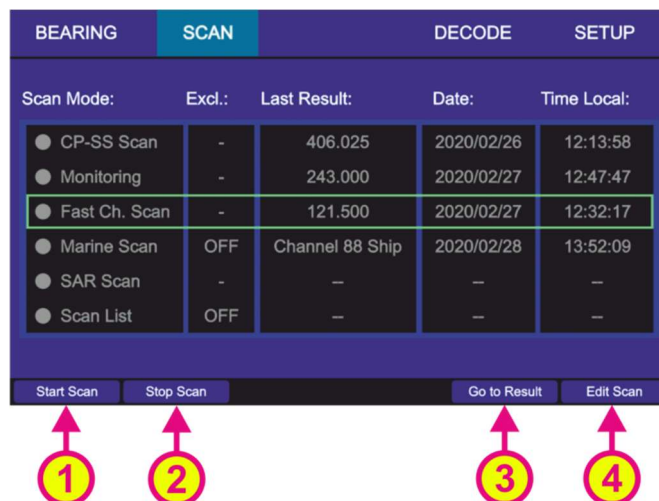 BEARING SCAN DECODE SETUP
Scan Mode: Excl.: Last Result: Date: Time Local:
CP-SS Scan - 406.025 2020/02/26 12:13:58
Monitoring - 243.000 2020/02/27 12:47:47
Fast Ch. Scan - 121.500 2020/02/27 12:32:17
Marine Scan OFF Channel 88 Ship 2020/02/28 13:52:09
SAR Scan - -- -- --
Scan List OFF -- -- --
Start Scan Stop Scan Go to Result Edit Scan
1 2 3 4